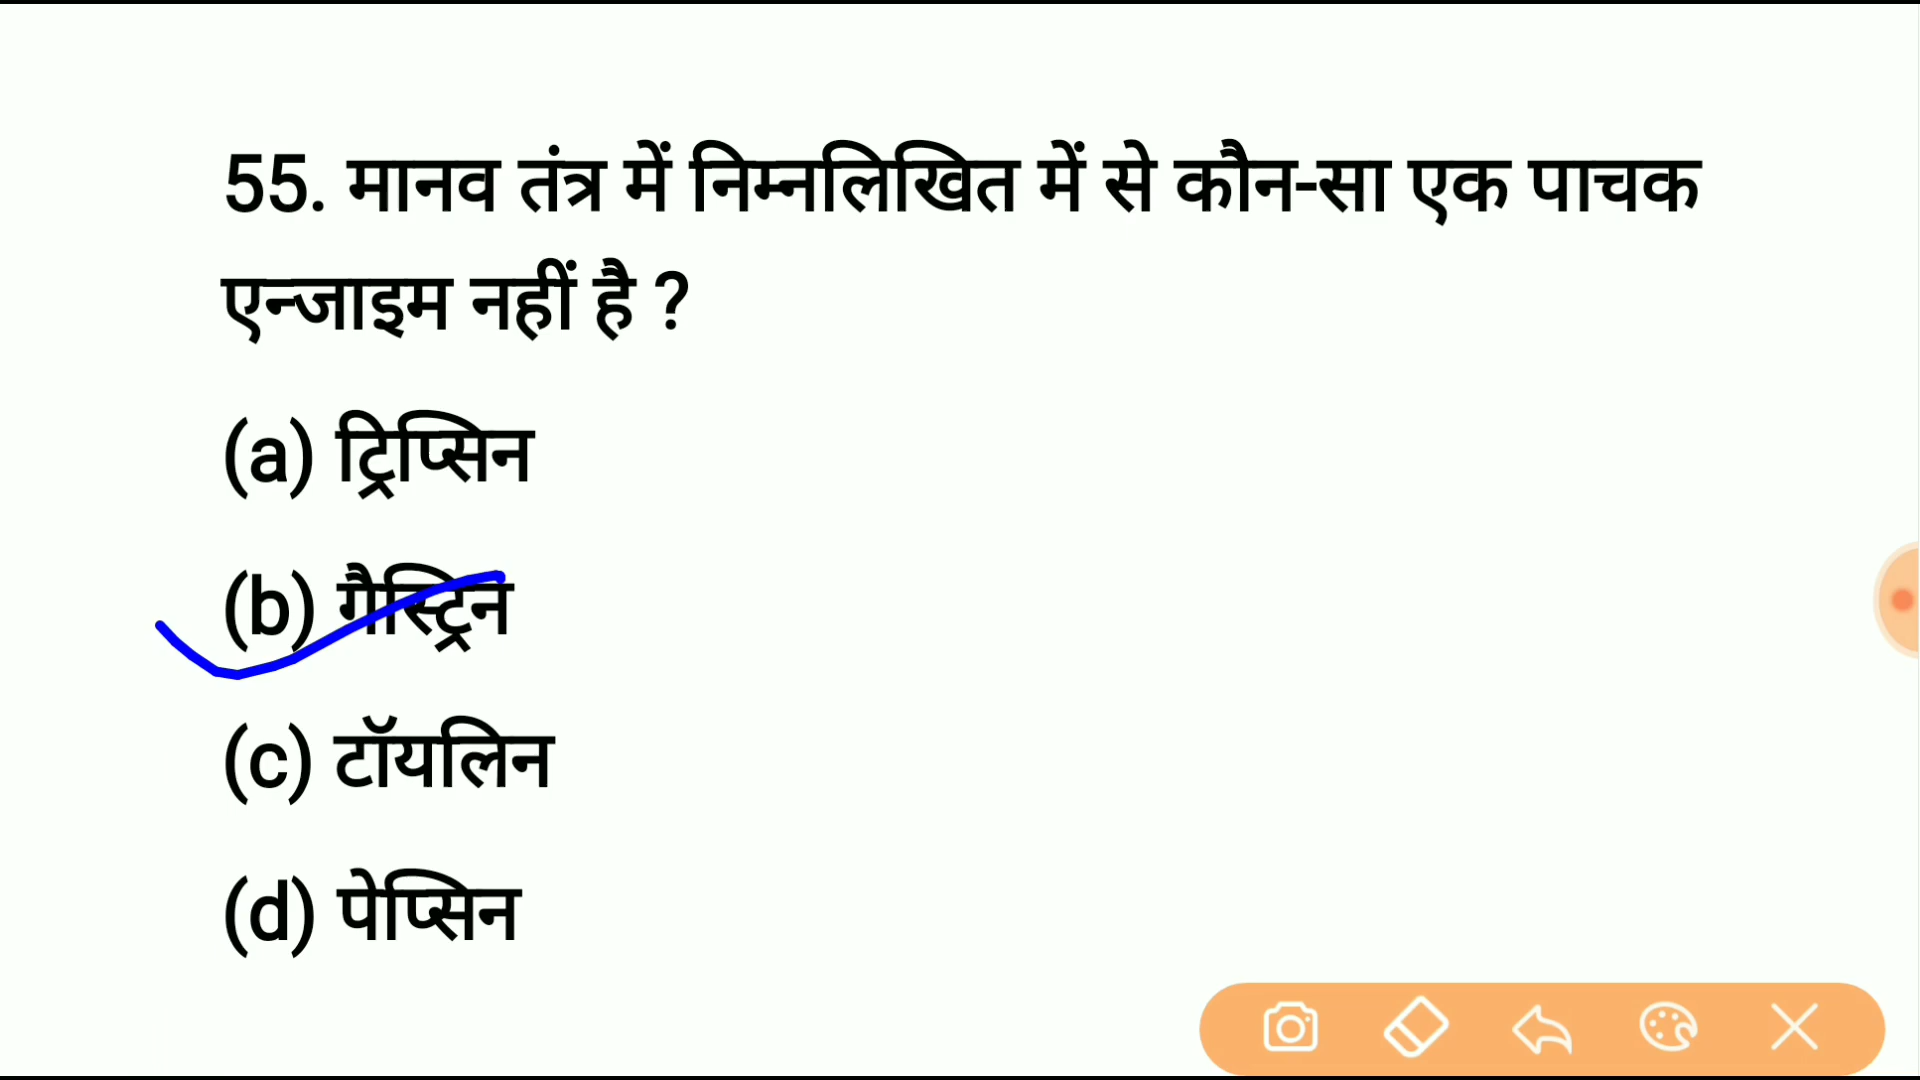 55. मानव तंत्र में निम्नलिखित में से कौन-सा एक पाचक
एन्जाइम नहीं है ?
(a) ट्रिप्सिन
(b) गैस्ट्रिन
(c) टॉयलिन
(d) पेप्सिन